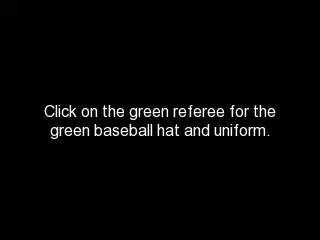 Click on the green referee for the
green baseball hat and uniform.